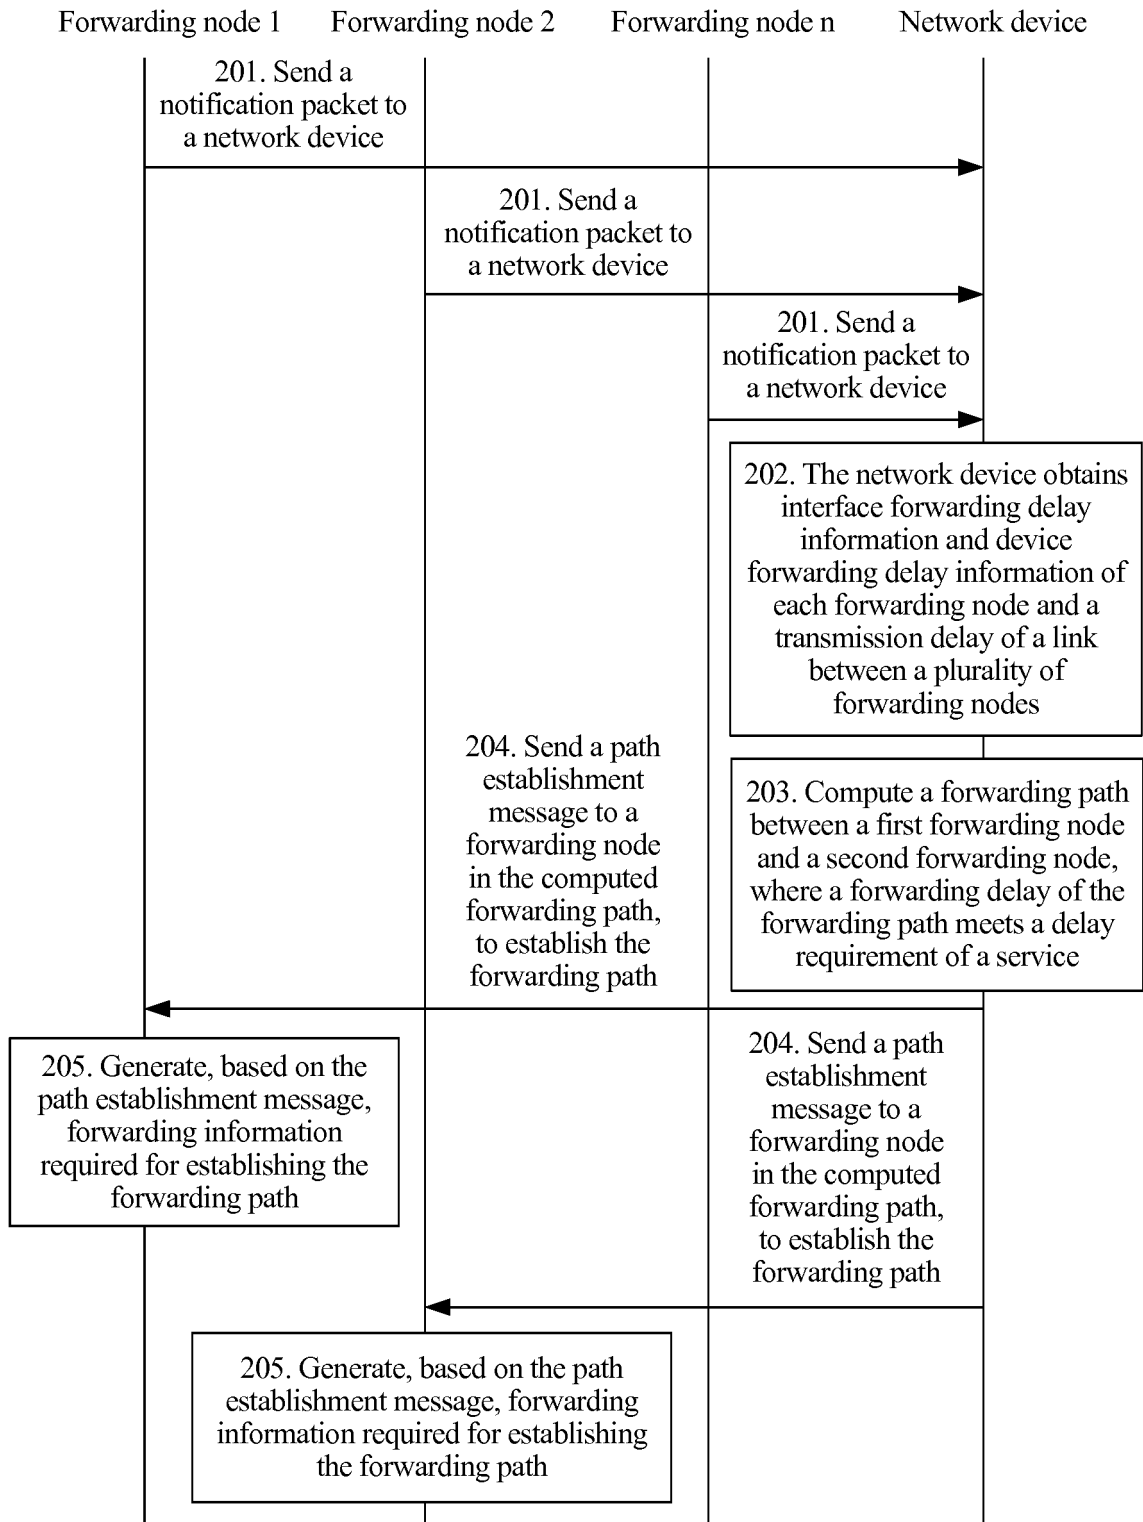 Forwarding node 1
Forwarding node 2
Forwarding node n
Network device
201. Send a
notification packet to
a network device
201. Send a
notification packet to
a network device
201. Send a
notification packet to
a network device
202. The network device obtains
interface forwarding delay
information and device
forwarding delay information of
each forwarding node and a
transmission delay of a link
between a plurality of
forwarding nodes
203. Compute a forwarding path
between a first forwarding node
and a second forwarding node,
where a forwarding delay of the
forwarding path meets a delay
requirement of a service
204. Send a path
establishment
message to a
forwarding node
in the computed
forwarding path,
to establish the
forwarding path
205. Generate, based on the
path establishment message,
forwarding information
required for establishing the
forwarding path
204. Send a path
establishment
message to a
forwarding node
in the computed
forwarding path,
to establish the
forwarding path
205. Generate, based on the path
establishment message, forwarding
information required for establishing
the forwarding path